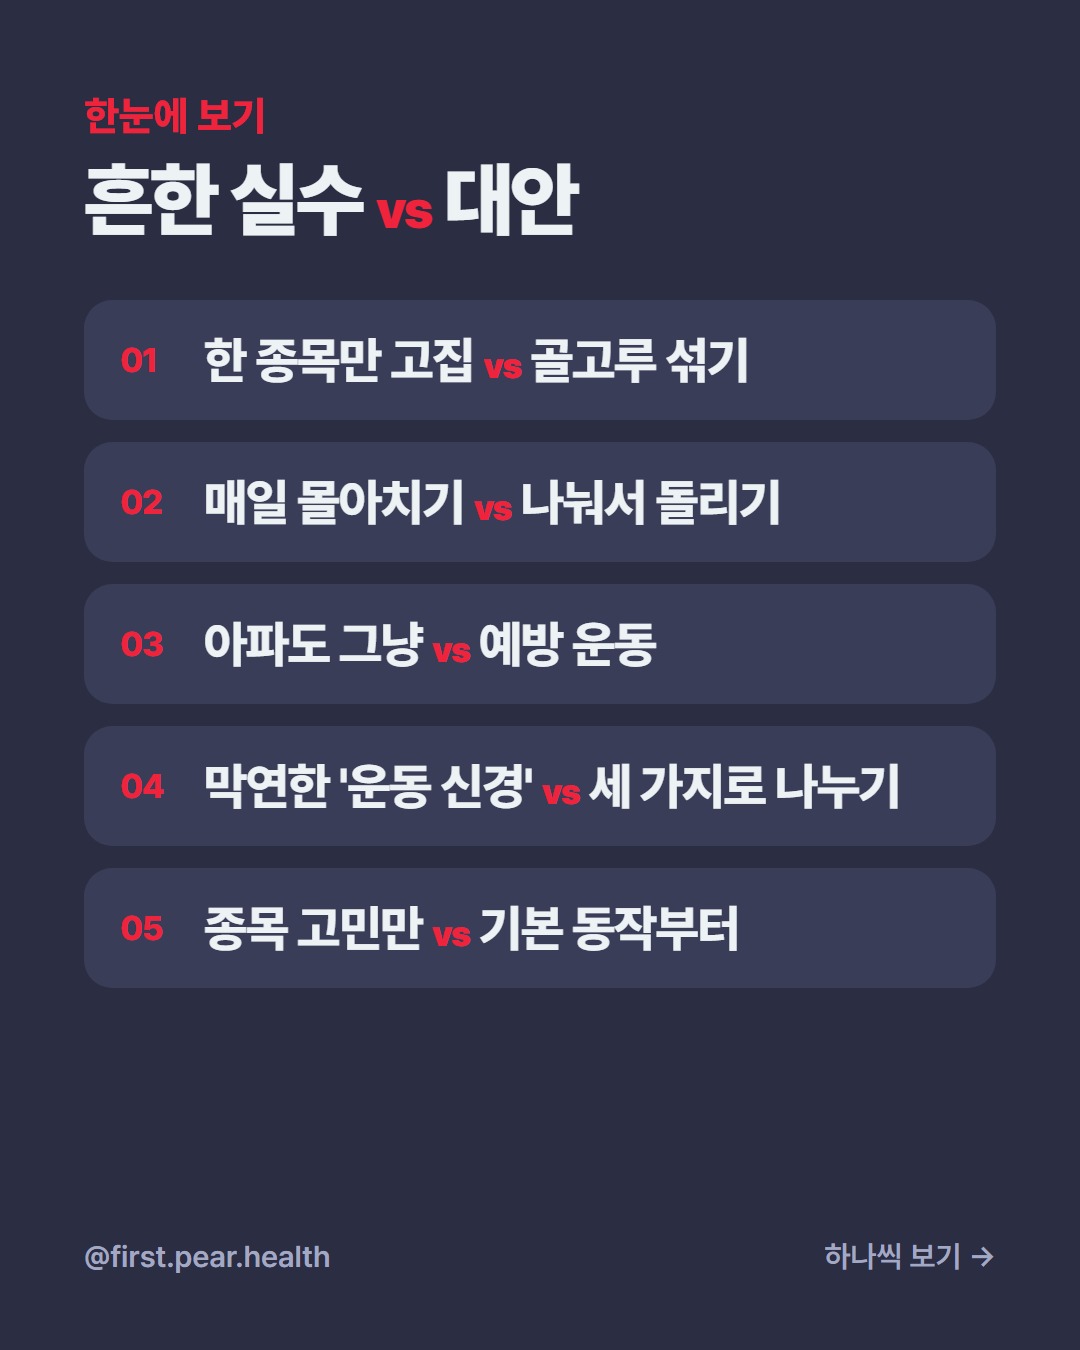 한눈에 보기
흔한 실수 vs 대안
01 한 종목만 고집 vs 골고루 섞기
02 매일 몰아치기 vs 나눠서 돌리기
03 아파도 그냥 vs 예방 운동
04 막연한 '운동 신경' vs 세 가지로 나누기
05 종목 고민만 vs 기본 동작부터
@first.pear.health 하나씩 보기 →